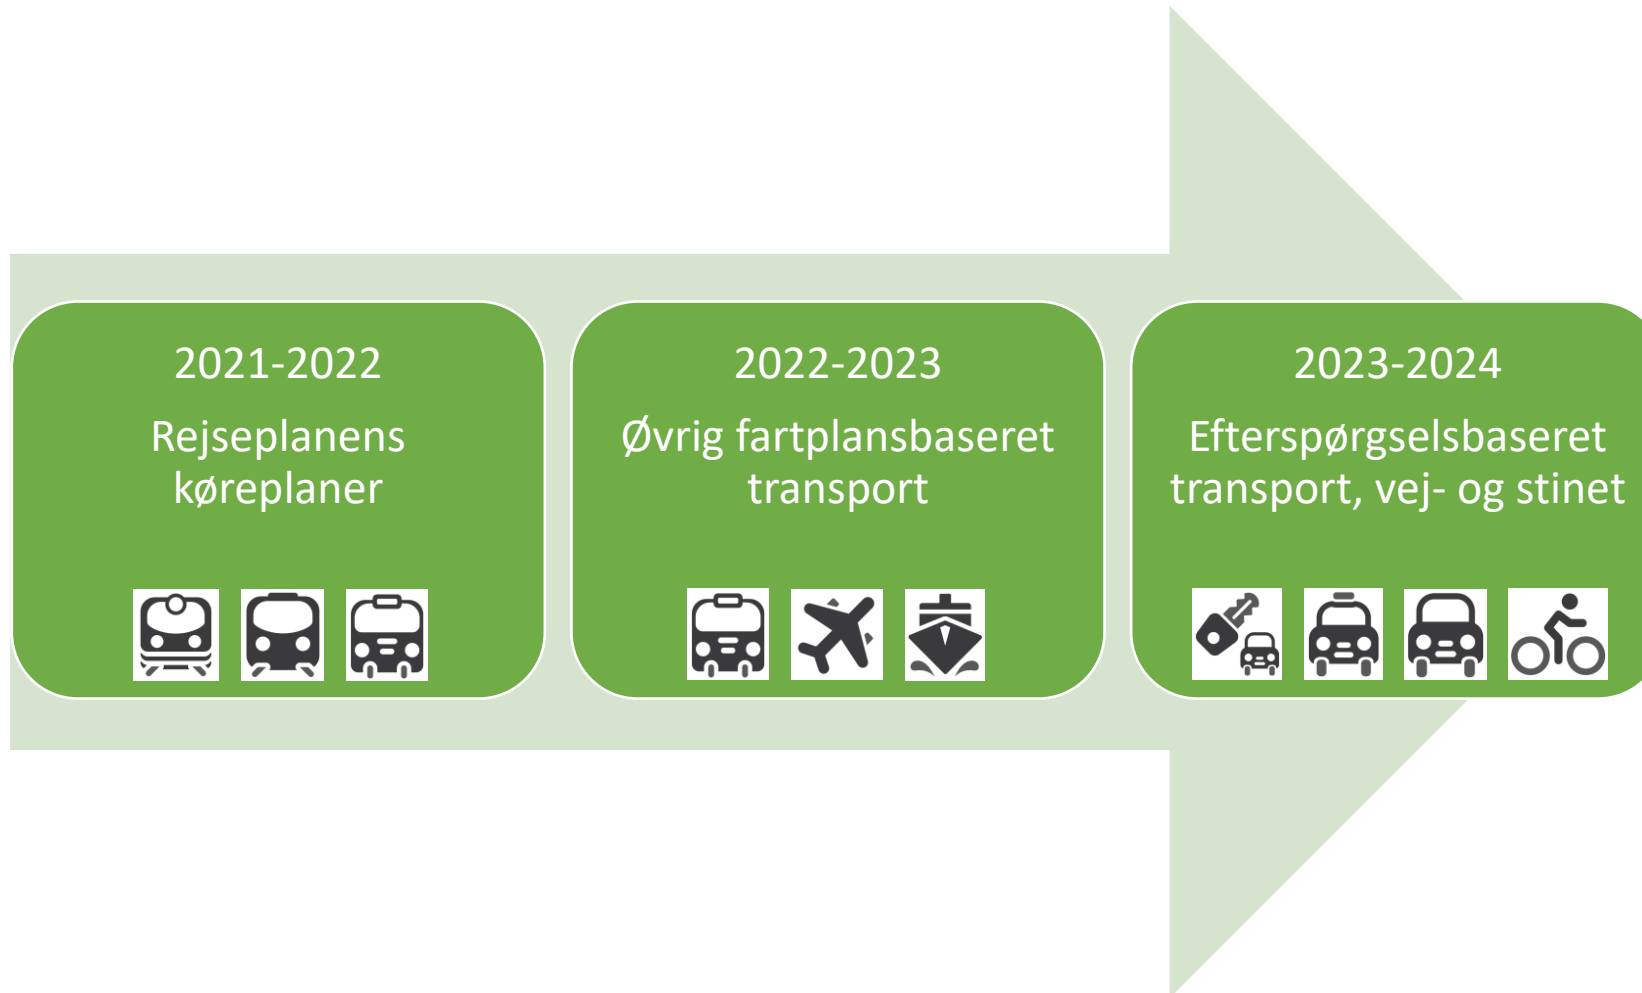 2021-2022
Rejseplanens
køreplaner
2022-2023
Øvrig fartplansbaseret
transport
2023-2024
Efterspørgselsbaseret
transport, vej- og stinet